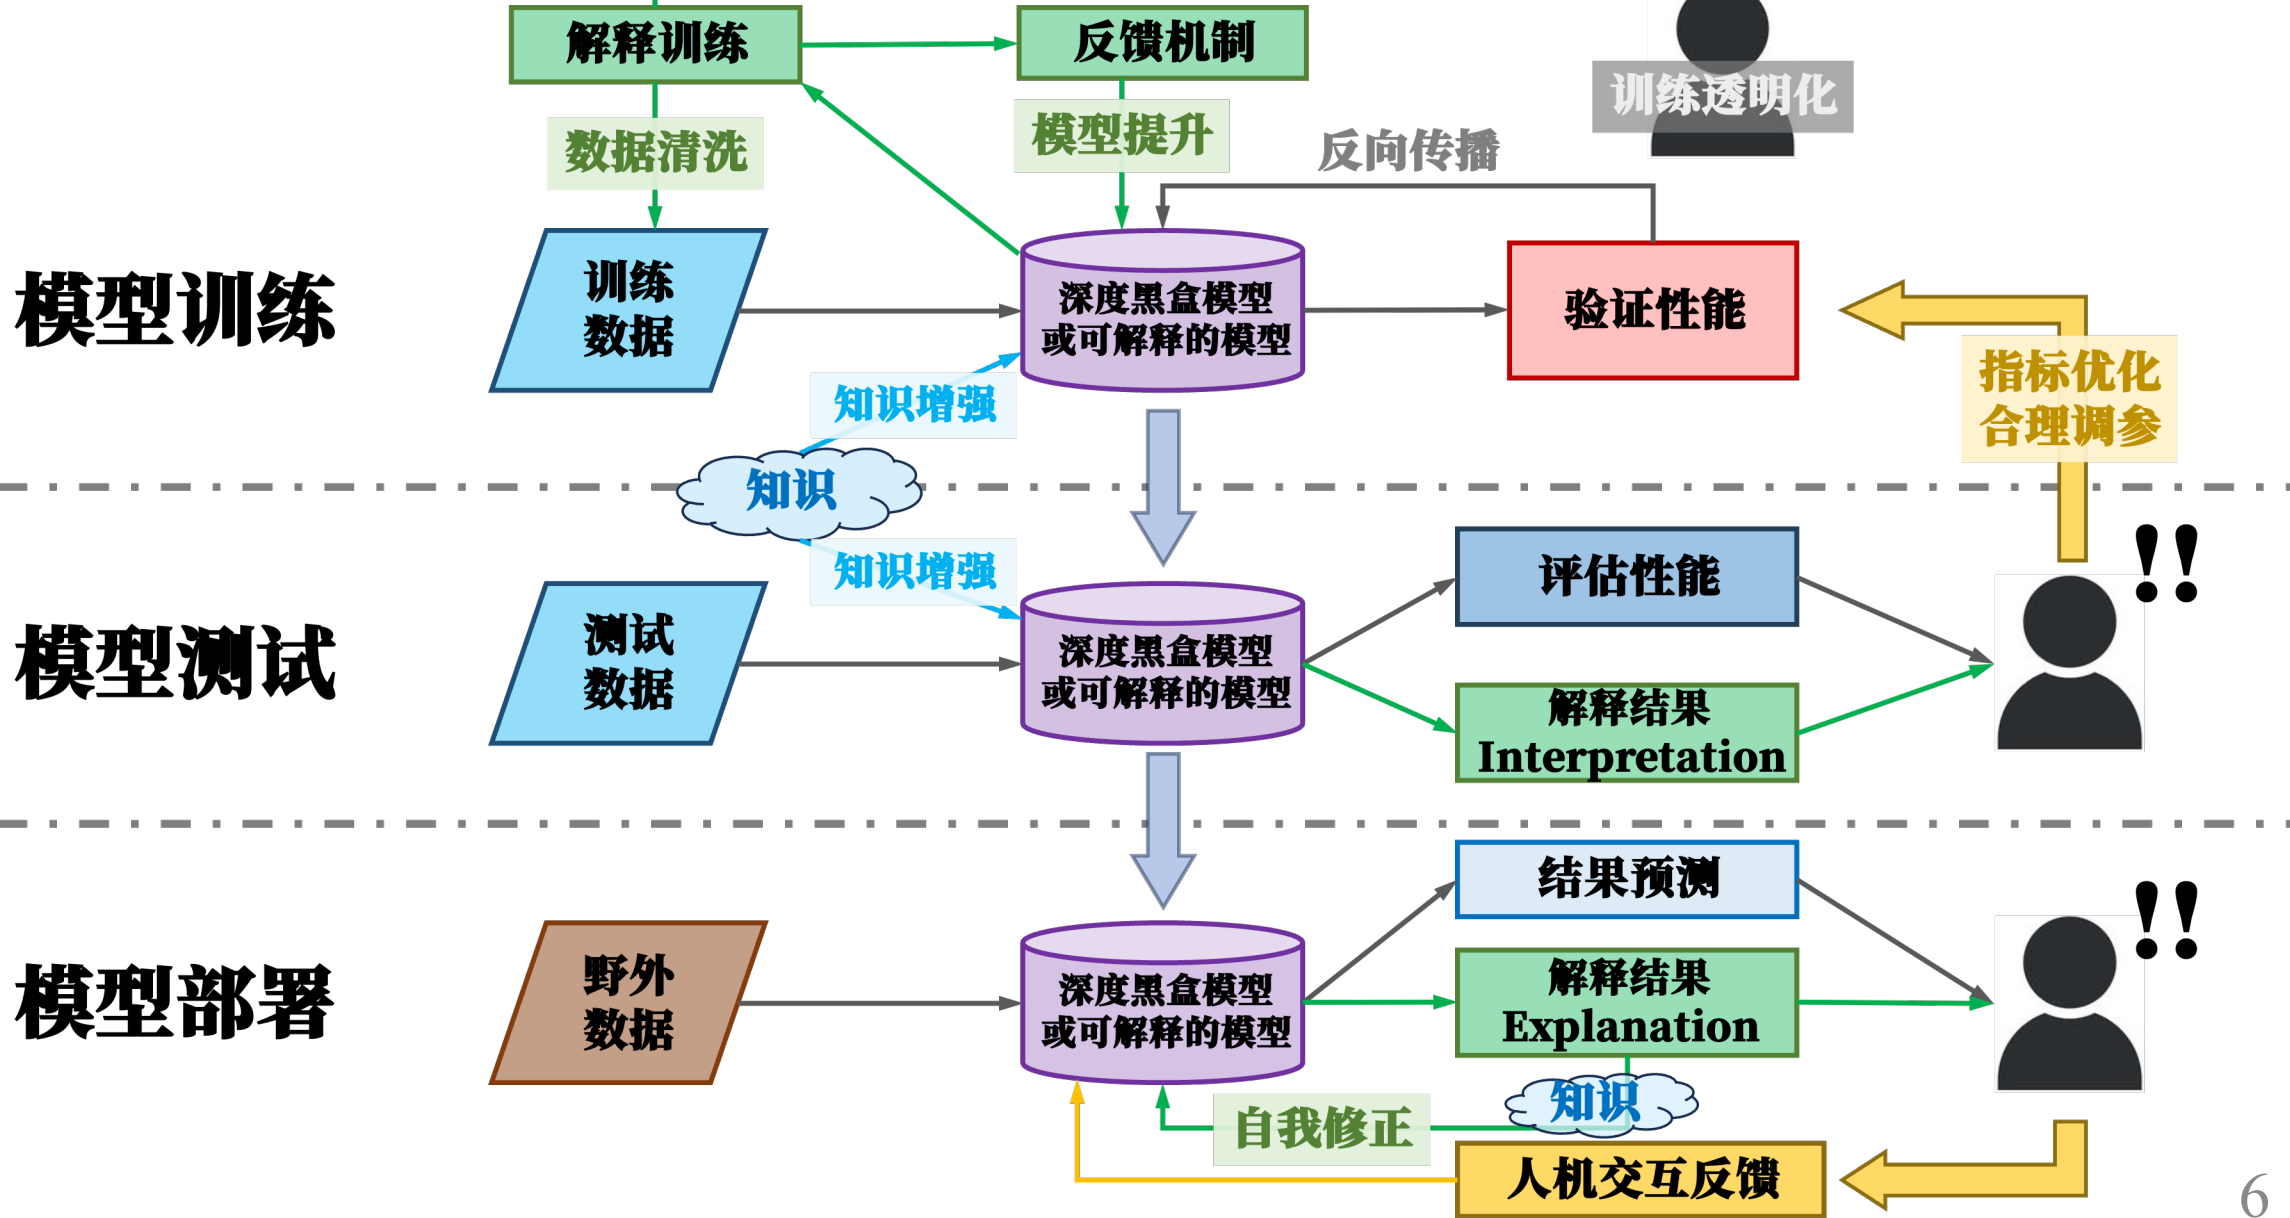 解释训练
反馈机制
训练透明化
数据清洗
模型提升
反向传播
模型训练
训练
数据
深度黑盒模型
或可解释的模型
验证性能
指标优化
合理调参
知识增强
知识
知识增强
模型测试
测试
数据
深度黑盒模型
或可解释的模型
评估性能
解释结果
Interpretation
!!
模型部署
野外
数据
深度黑盒模型
或可解释的模型
结果预测
解释结果
Explanation
!!
知识
自我修正
人机交互反馈
6